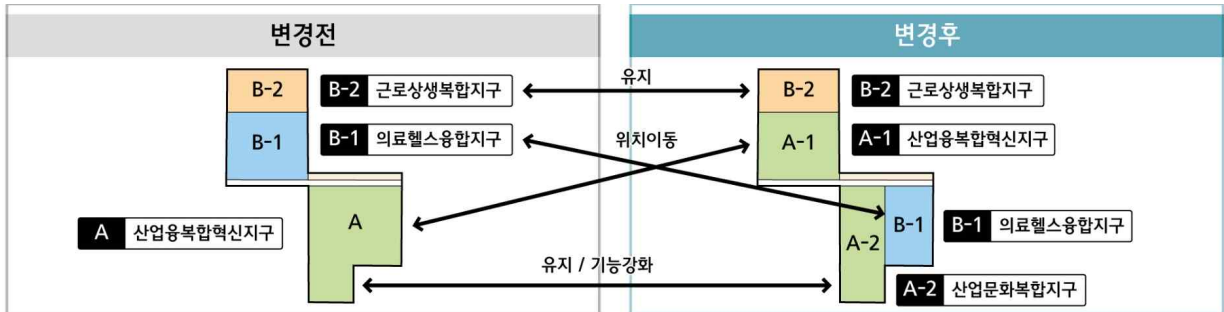 변경전
변경후
B-2
B-2 근로상생복합지구
유지
B-2
B-2 근로상생복합지구
B-1
B-1 의료헬스융합지구
위치이동
A-1
A-1 산업융복합혁신지구
A
A 산업융복합혁신지구
A-2
B-1
B-1 의료헬스융합지구
유지 / 기능강화
A-2 산업문화복합지구